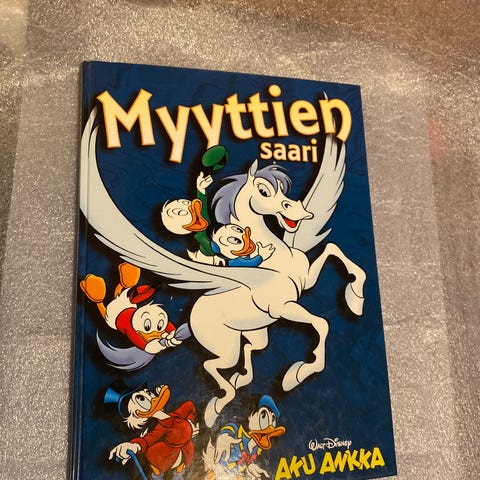 Myyttien
saari
Walt Disney
AKU ANKKA